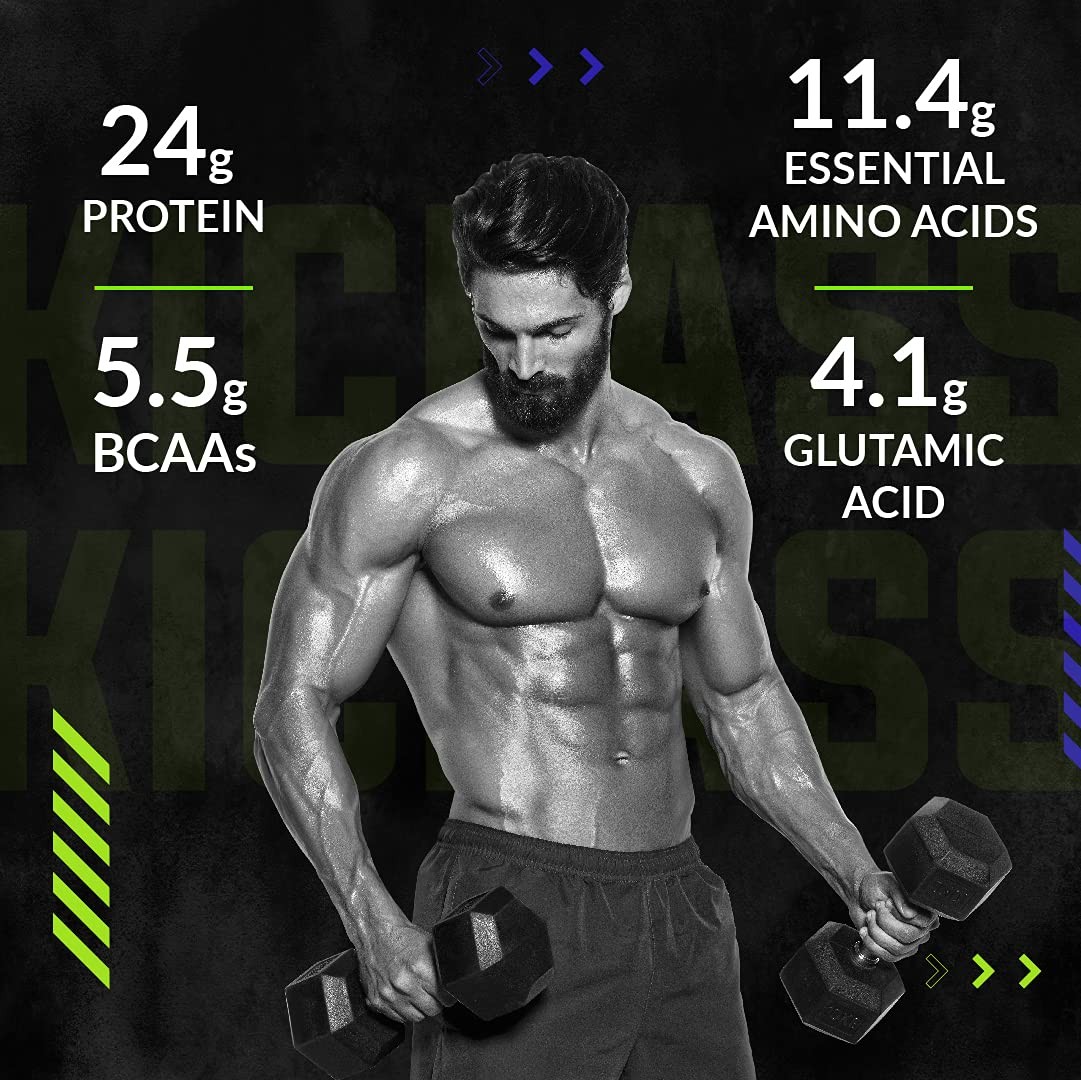 24g
PROTEIN
5.5g
BCAAs
11.4g
ESSENTIAL
AMINO ACIDS
4.1g
GLUTAMIC
ACID
KICKASS
KICKASS